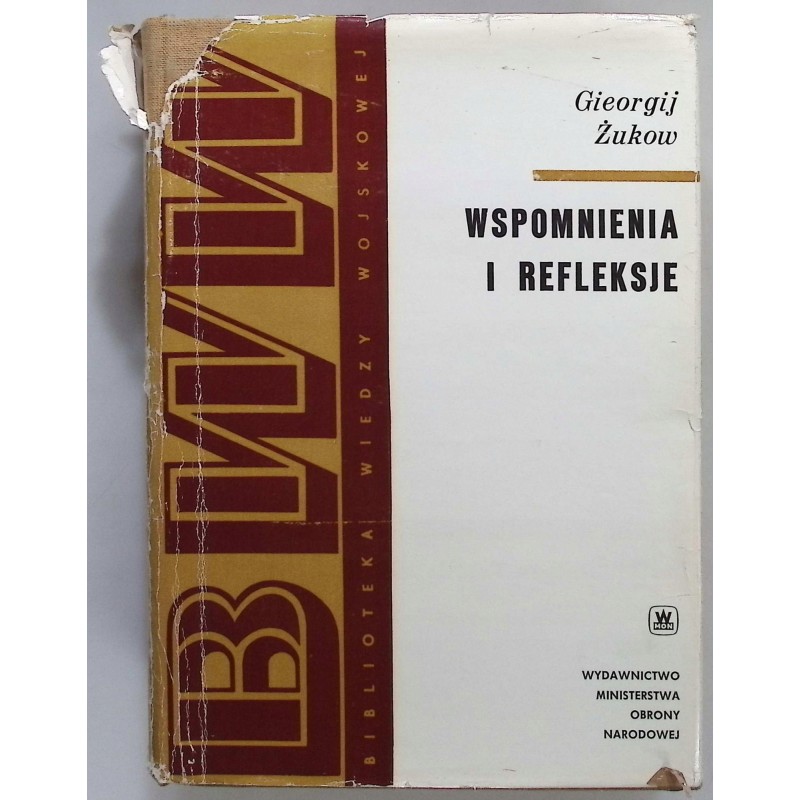 Gieorgij
Żukow
WSPOMNIENIA
I REFLEKSJE
BWW
BIBLIOTEKA WIEDZY WOJSKOWEJ
W
MON
WYDAWNICTWO
MINISTERSTWA
OBRONY
NARODOWEJ